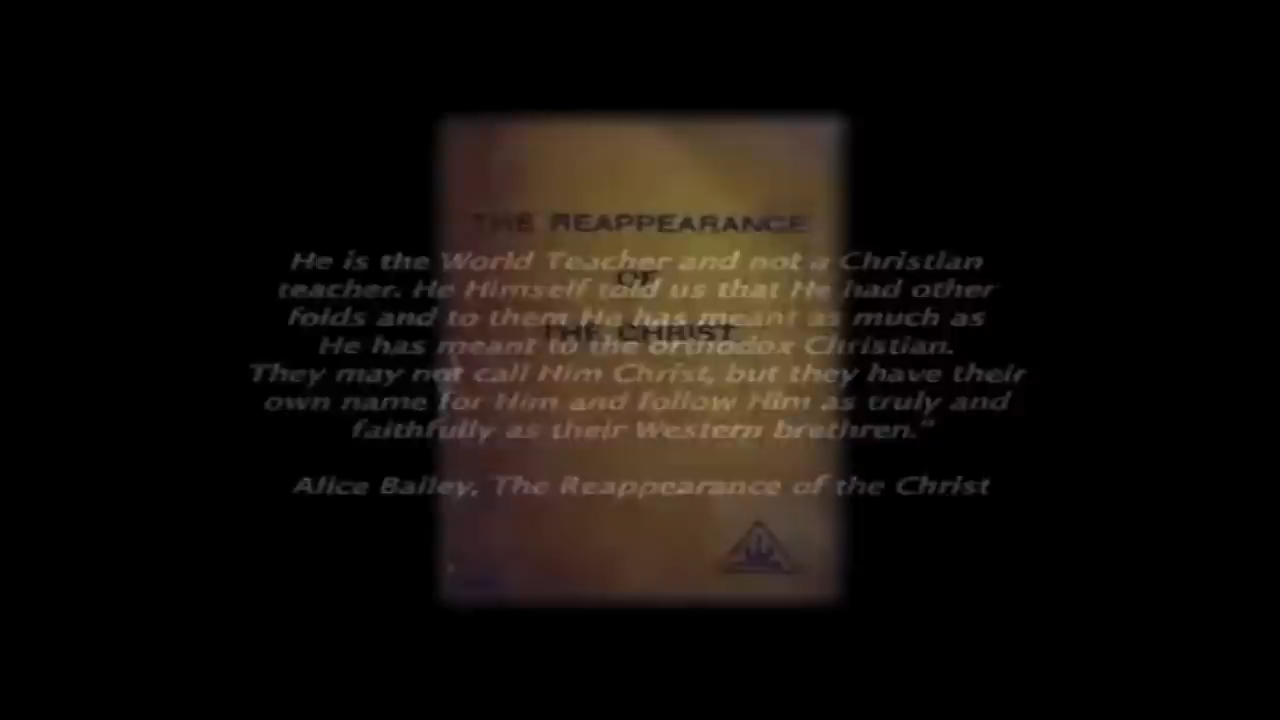 THE REAPPEARANCE
OF
THE CHRIST
He is the World Teacher and not a Christian
teacher. He Himself told us that He had other
folds and to them He has meant as much as
He has meant to the orthodox Christian.
They may not call Him Christ, but they have their
own name for Him and follow Him as truly and
faithfully as their Western brethren."
Alice Bailey, The Reappearance of the Christ